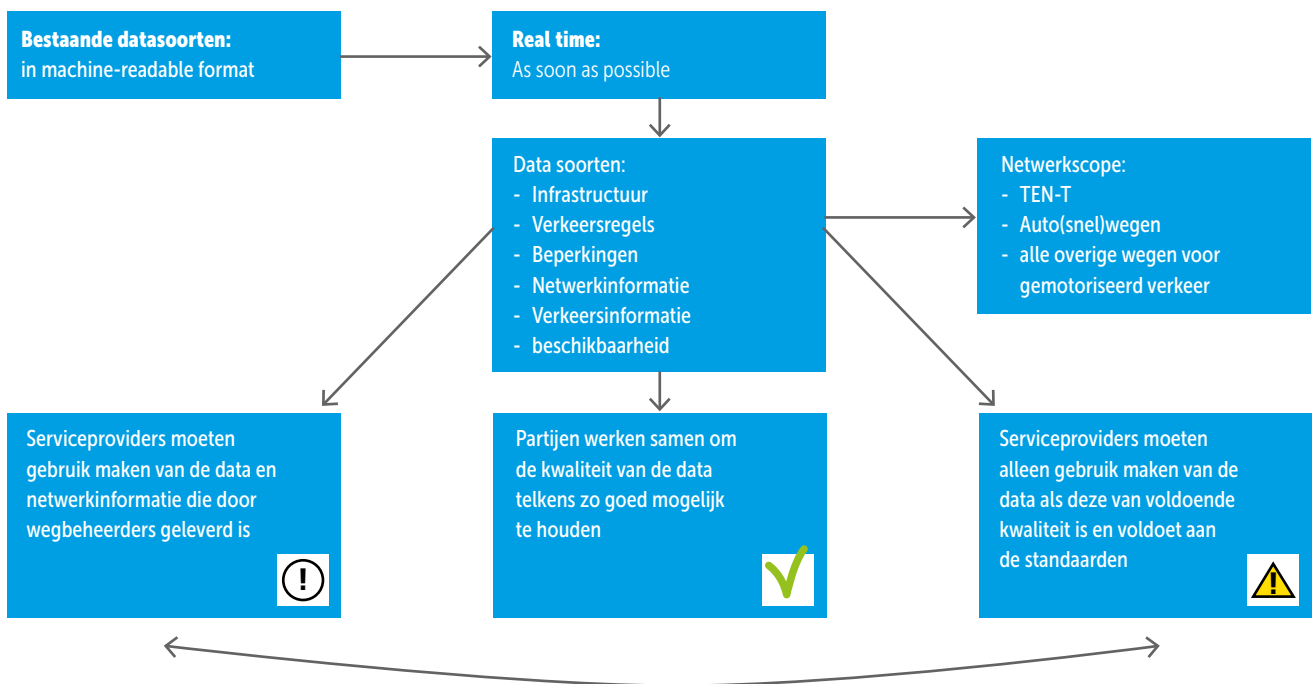 Bestaande datasoorten:
in machine-readable format
Real time:
As soon as possible
Data soorten:
- Infrastructuur
- Verkeersregels
- Beperkingen
- Netwerkinformatie
- Verkeersinformatie
- beschikbaarheid
Netwerkscope:
- TEN-T
- Auto(snel)wegen
- alle overige wegen voor
gemotoriseerd verkeer
Serviceproviders moeten
gebruik maken van de data en
netwerkinformatie die door
wegbeheerders geleverd is
!
Partijen werken samen om
de kwaliteit van de data
telkens zo goed mogelijk
te houden
Serviceproviders moeten
alleen gebruik maken van de
data als deze van voldoende
kwaliteit is en voldoet aan
de standaarden
!